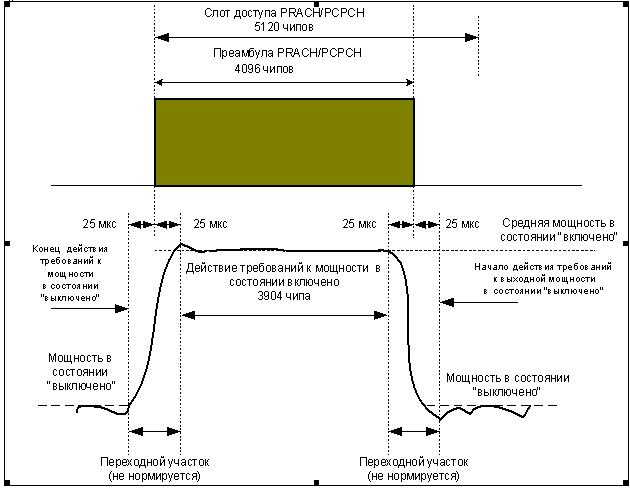 Слот доступа PRACH/PCPCH
5120 чипов
Преамбула PRACH/PCPCH
4096 чипов
25 мкс
25 мкс
25 мкс
25 мкс
Средняя мощность в
состоянии "включено"
Конец действия
требований к
мощности
в состоянии
"выключено"
Действие требований к мощности в
состоянии включено
3904 чипа
Начало действия требований
к выходной мощности
в состоянии "выключено"
Мощность в
состоянии
"выключено"
Мощность в состоянии
"выключено"
Переходной участок
(не нормируется)
Переходной участок
(не нормируется)